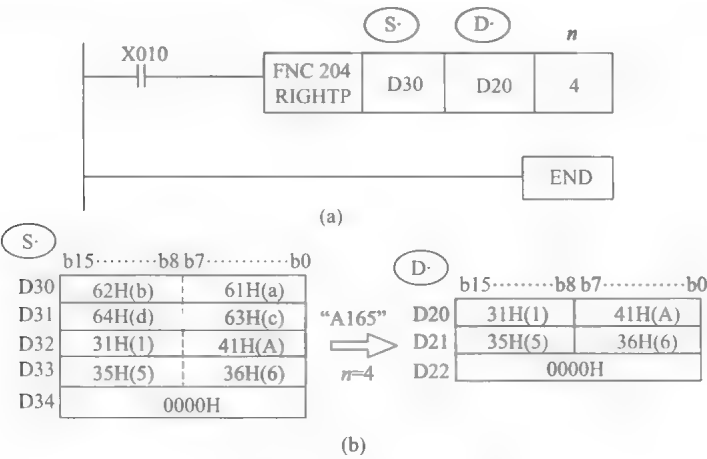 S· D· n
X010
FNC 204
RIGHTP
D30 D20 4
END
(a)
S·
b15·········b8 b7···········b0
D30 62H(b) 61H(a)
D31 64H(d) 63H(c)
D32 31H(1) 41H(A)
D33 35H(5) 36H(6)
D34 0000H
"A165"
n=4
D·
b15·········b8 b7···········b0
D20 31H(1) 41H(A)
D21 35H(5) 36H(6)
D22 0000H
(b)